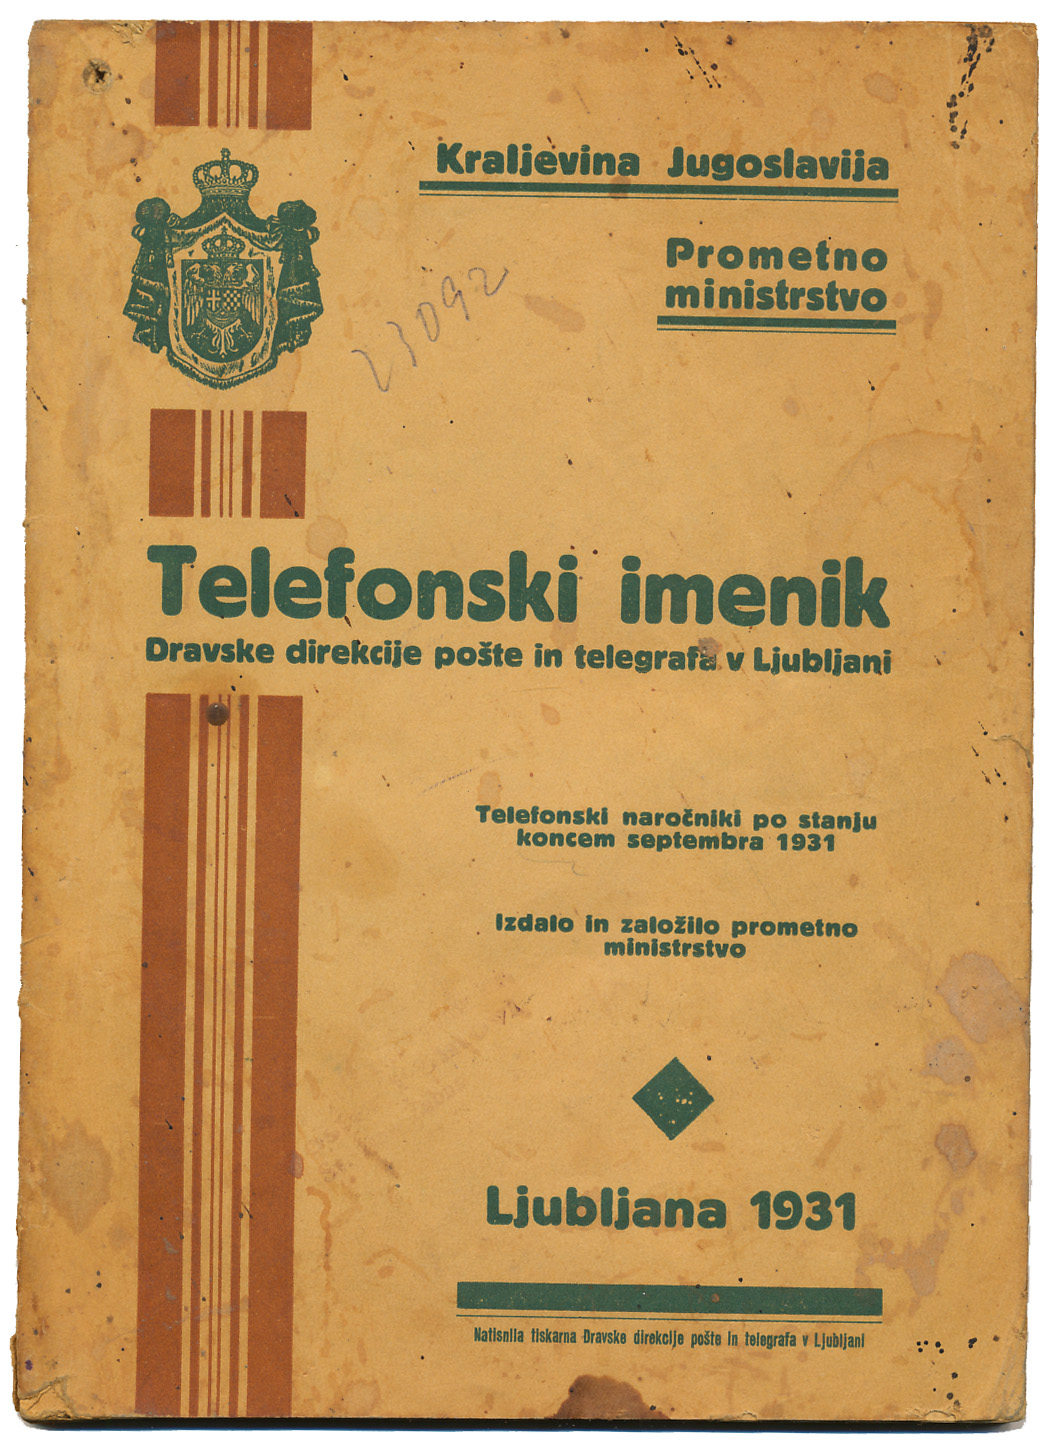 Kraljevina Jugoslavija
Prometno
ministrstvo
23092
Telefonski imenik
Dravske direkcije pošte in telegrafa v Ljubljani
Telefonski naročniki po stanju
koncem septembra 1931
Izdalo in založilo prometno
ministrstvo
Ljubljana 1931
Natisnila tiskarna Dravske direkcije pošte in telegrafa v Ljubljani